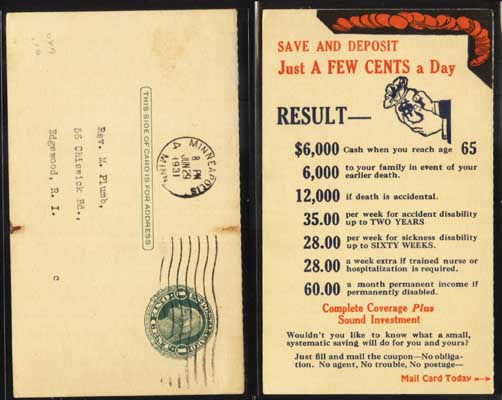 THIS SIDE OF CARD IS FOR ADDRESS
MINNEAPOLIS
4
8 PM
JUN 29
1931
MINN.
Rev. M. Plumb,
56 Chiswick Rd.,
Edgewood, R. I.
c
SAVE AND DEPOSIT
Just A FEW CENTS a Day
RESULT—
$6,000 Cash when you reach age 65
6,000 to your family in event of your
earlier death.
12,000 if death is accidental.
35.00 per week for accident disability
up to TWO YEARS
28.00 per week for sickness disability
up to SIXTY WEEKS.
28.00 a week extra if trained nurse or
hospitalization is required.
60.00 a month permanent income if
permanently disabled.
Complete Coverage Plus
Sound Investment
Wouldn't you like to know what a small,
systematic saving will do for you and yours?
Just fill and mail the coupon—No obliga-
tion. No agent, No trouble, No postage—
Mail Card Today